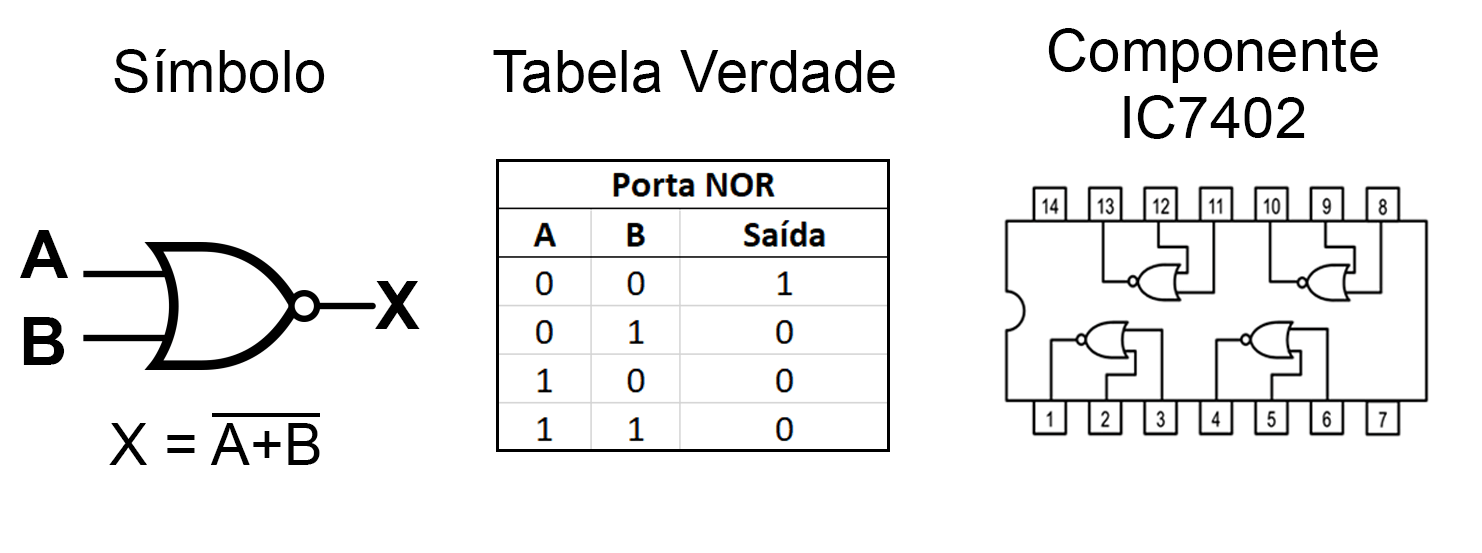 Símbolo
A
B
X
X = A̅+̅B̅
Tabela Verdade
Porta NOR
A B Saída
0 0 1
0 1 0
1 0 0
1 1 0
Componente
IC7402
14 13 12 11 10 9 8
1 2 3 4 5 6 7